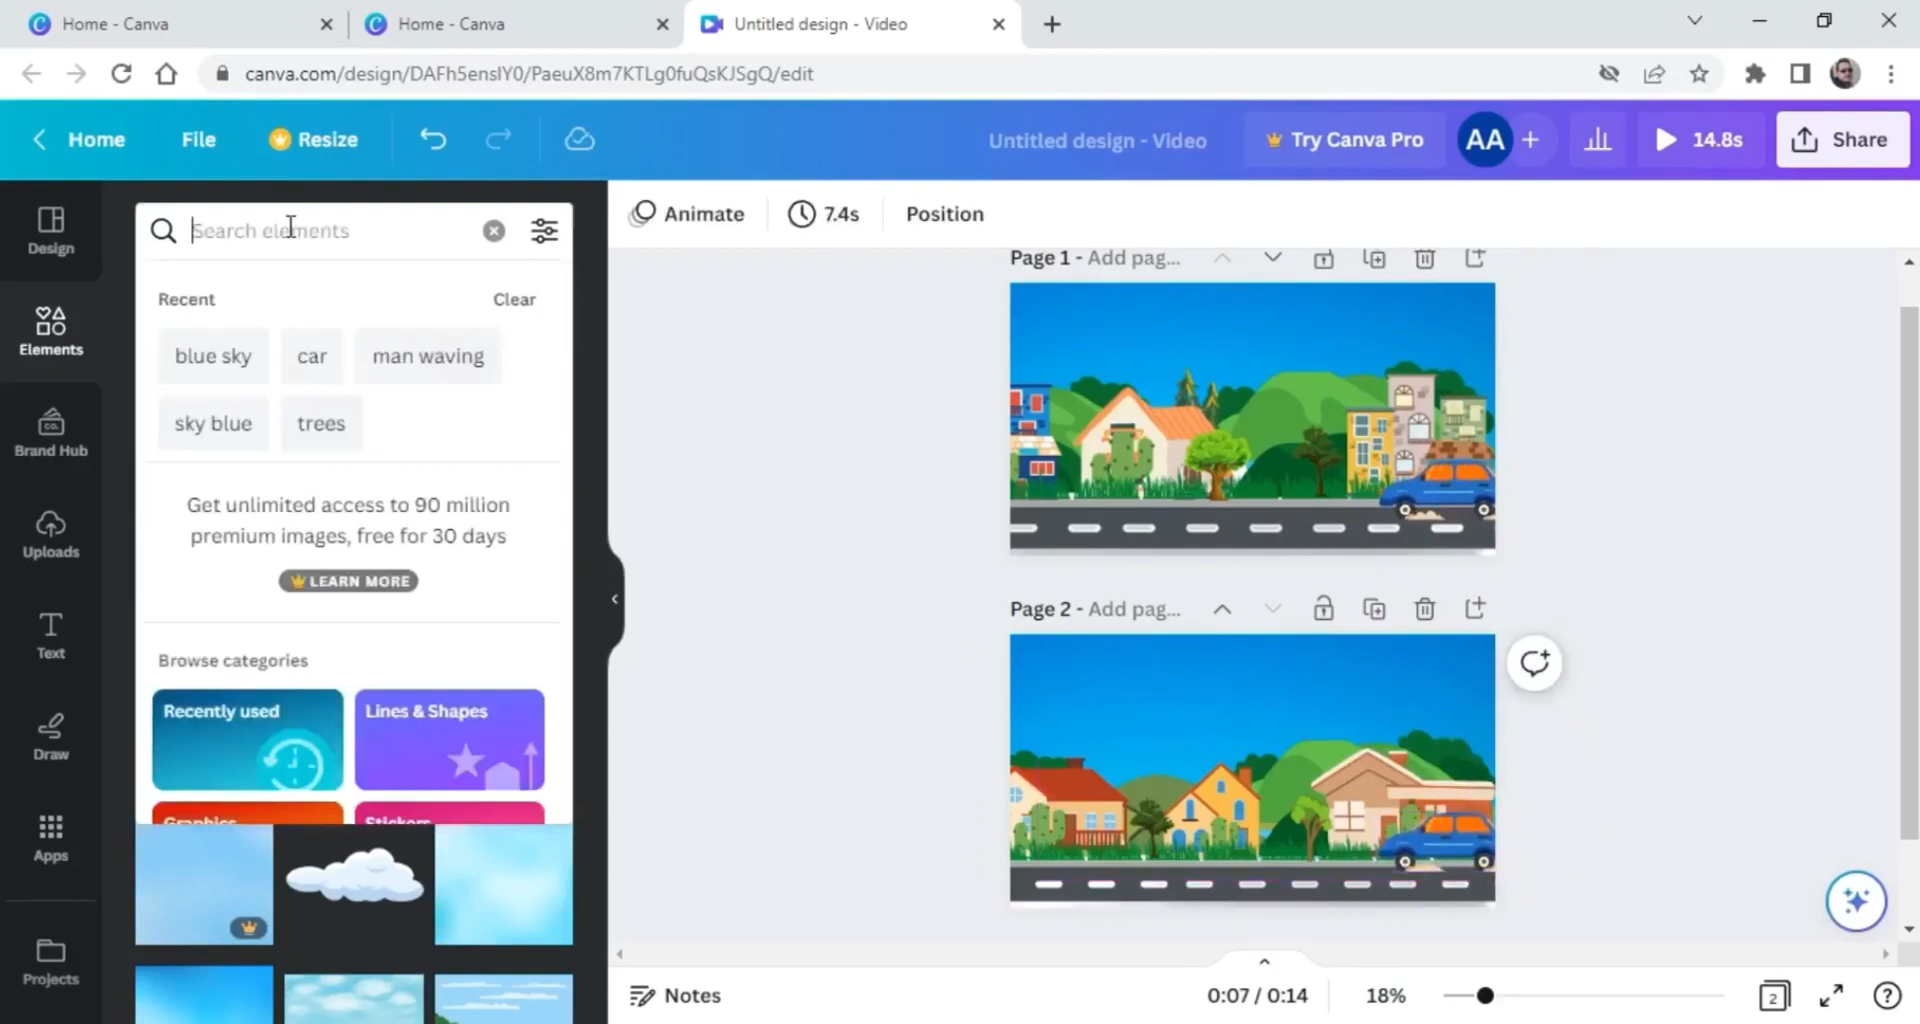 Home - Canva
Home - Canva
Untitled design - Video
canva.com/design/DAFh5ensIY0/PaeuX8m7KTLg0fuQsKJSgQ/edit
Home
File
Resize
Untitled design - Video
Try Canva Pro
AA
14.8s
Share
Design
Elements
Brand Hub
CO.
Uploads
Text
Draw
Apps
Projects
Search elements
Recent
Clear
blue sky
car
man waving
sky blue
trees
Get unlimited access to 90 million
premium images, free for 30 days
LEARN MORE
Browse categories
Recently used
Lines & Shapes
Graphics
Stickers
Animate
7.4s
Position
Page 1 - Add pag...
Page 2 - Add pag...
Notes
0:07 / 0:14
18%
2